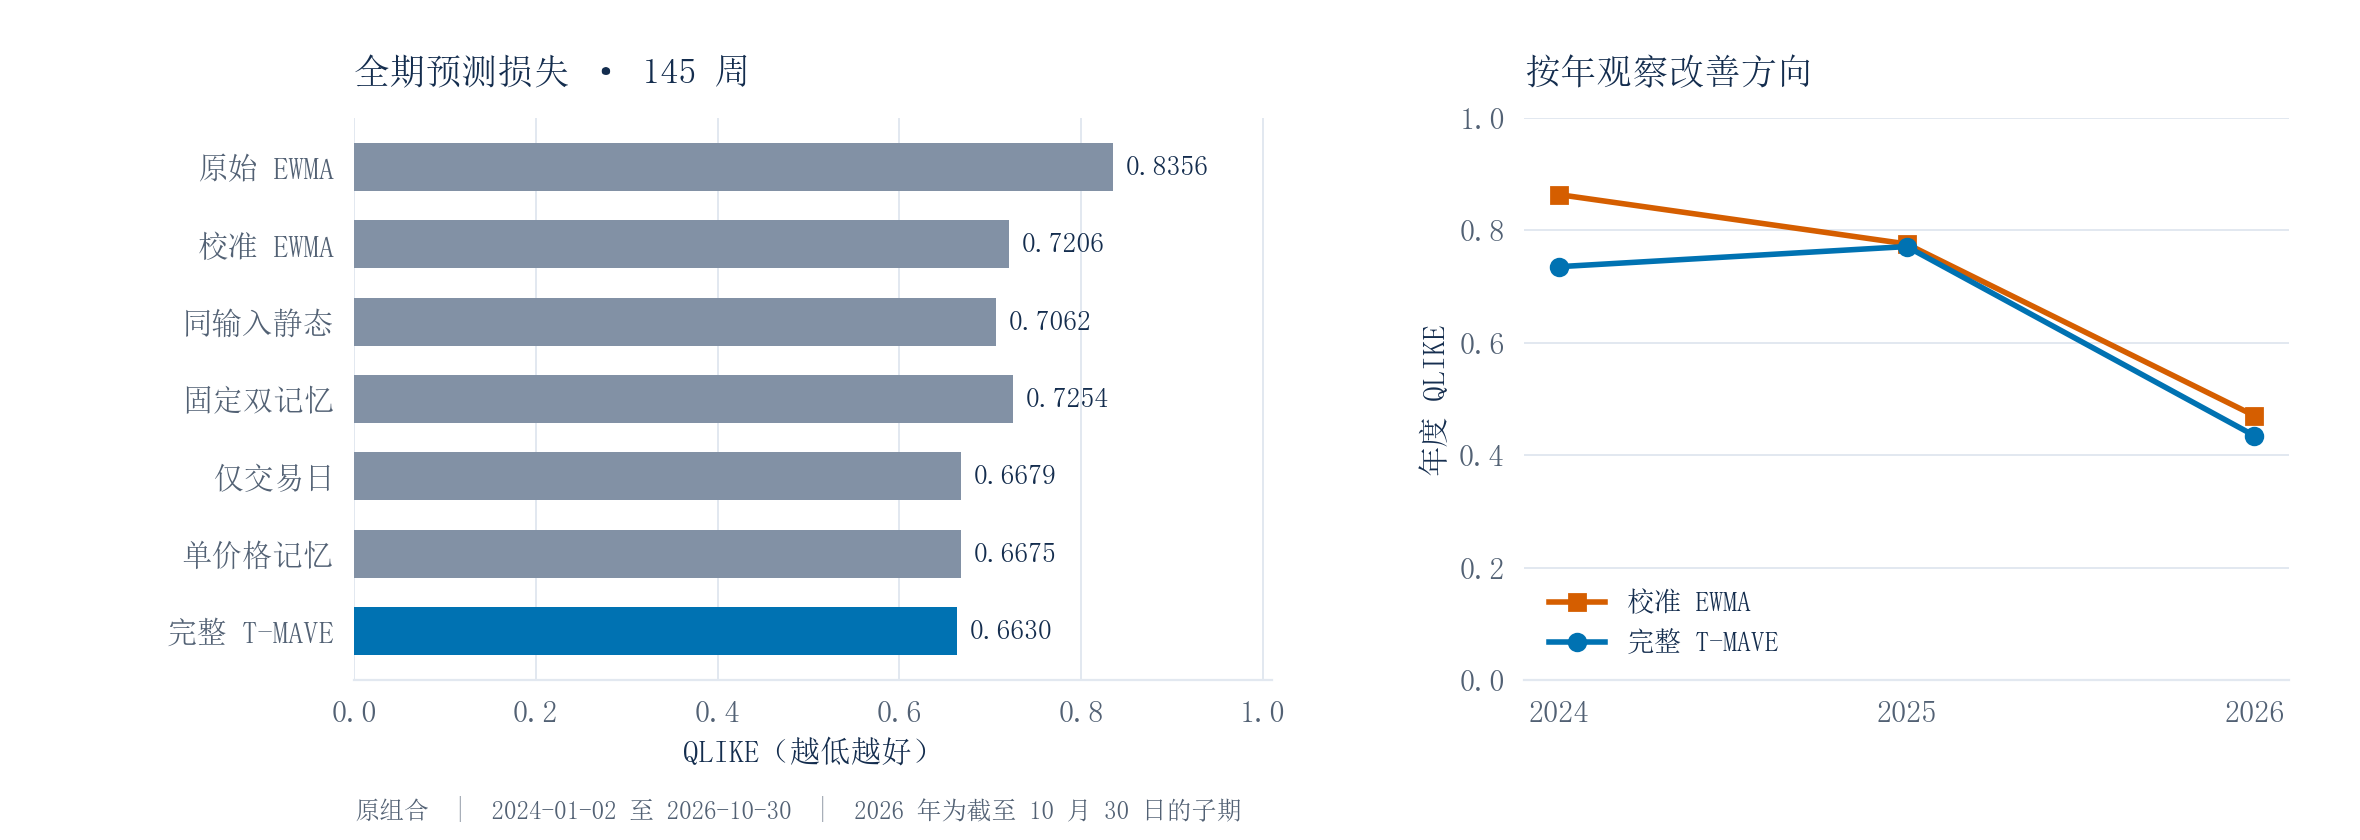 全期预测损失 • 145 周
原始 EWMA
0.8356
校准 EWMA
0.7206
同输入静态
0.7062
固定双记忆
0.7254
仅交易日
0.6679
单价格记忆
0.6675
完整 T-MAVE
0.6630
0.0 0.2 0.4 0.6 0.8 1.0
QLIKE（越低越好）
按年观察改善方向
年度 QLIKE
1.0
0.8
0.6
0.4
0.2
0.0
校准 EWMA
完整 T-MAVE
2024 2025 2026
原组合 | 2024-01-02 至 2026-10-30 | 2026 年为截至 10 月 30 日的子期